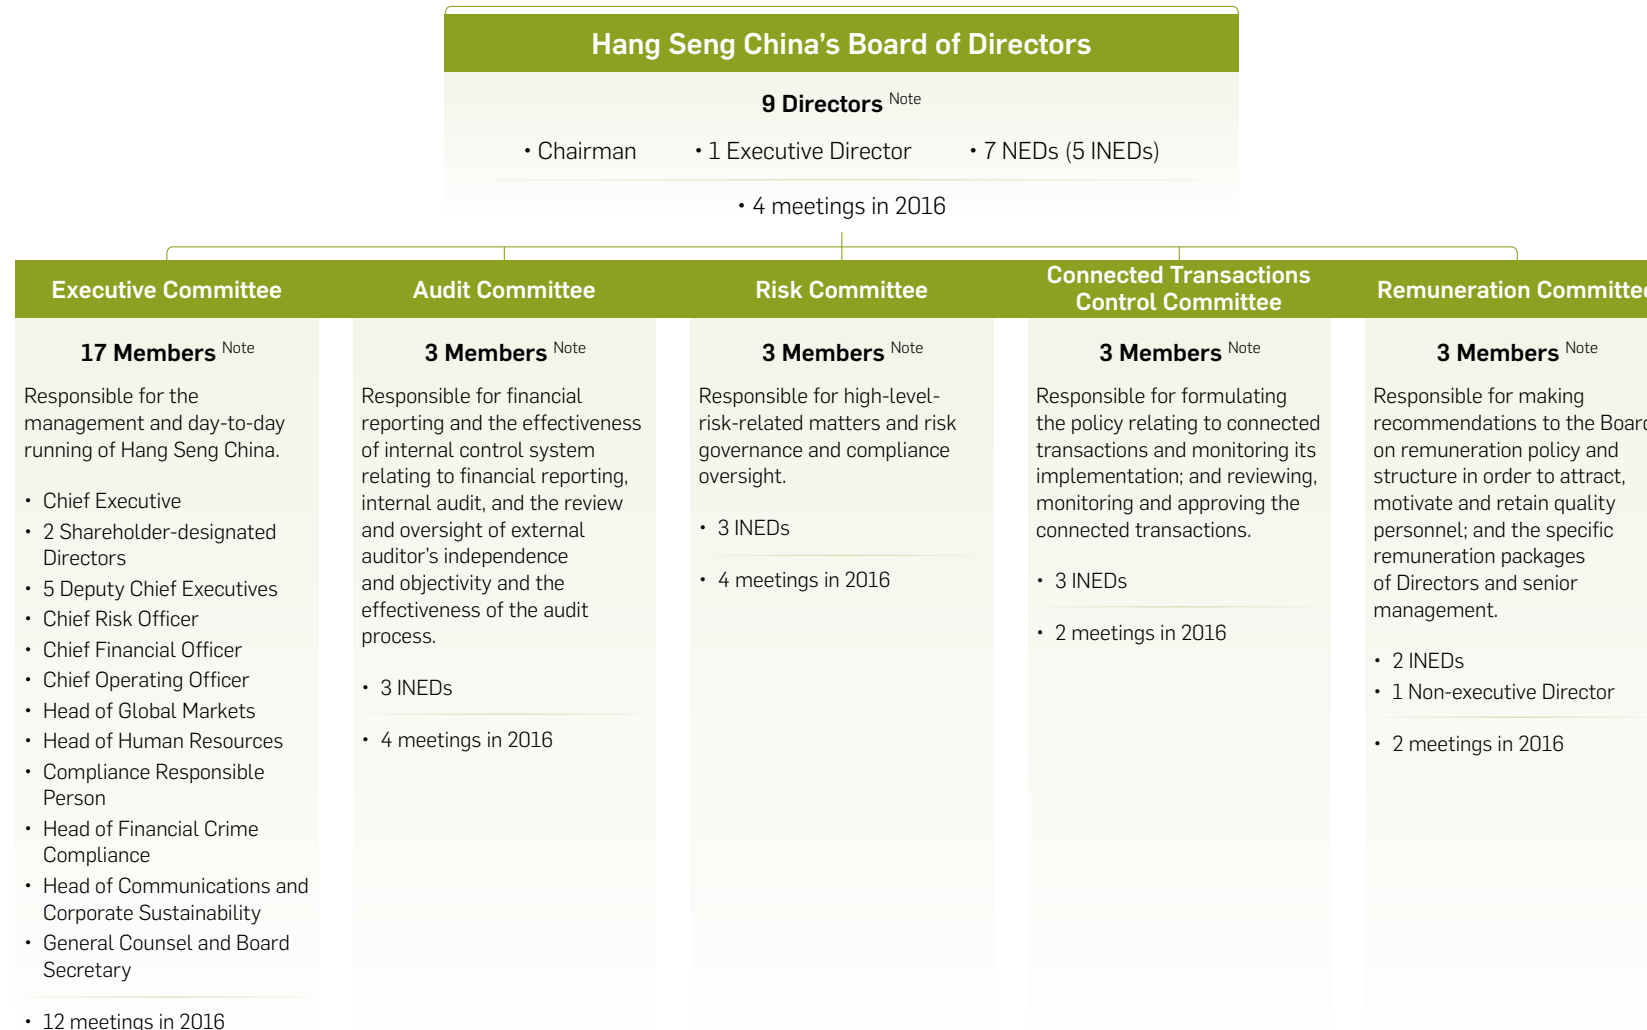 Hang Seng China's Board of Directors
9 Directors Note
• Chairman • 1 Executive Director • 7 NEDs (5 INEDs)
• 4 meetings in 2016
Executive Committee
17 Members Note
Responsible for the
management and day-to-day
running of Hang Seng China.
• Chief Executive
• 2 Shareholder-designated
Directors
• 5 Deputy Chief Executives
• Chief Risk Officer
• Chief Financial Officer
• Chief Operating Officer
• Head of Global Markets
• Head of Human Resources
• Compliance Responsible
Person
• Head of Financial Crime
Compliance
• Head of Communications and
Corporate Sustainability
• General Counsel and Board
Secretary
• 12 meetings in 2016
Audit Committee
3 Members Note
Responsible for financial
reporting and the effectiveness
of internal control system
relating to financial reporting,
internal audit, and the review
and oversight of external
auditor's independence
and objectivity and the
effectiveness of the audit
process.
• 3 INEDs
• 4 meetings in 2016
Risk Committee
3 Members Note
Responsible for high-level-
risk-related matters and risk
governance and compliance
oversight.
• 3 INEDs
• 4 meetings in 2016
Connected Transactions
Control Committee
3 Members Note
Responsible for formulating
the policy relating to connected
transactions and monitoring its
implementation; and reviewing,
monitoring and approving the
connected transactions.
• 3 INEDs
• 2 meetings in 2016
Remuneration Committee
3 Members Note
Responsible for making
recommendations to the Board
on remuneration policy and
structure in order to attract,
motivate and retain quality
personnel; and the specific
remuneration packages
of Directors and senior
management.
• 2 INEDs
• 1 Non-executive Director
• 2 meetings in 2016